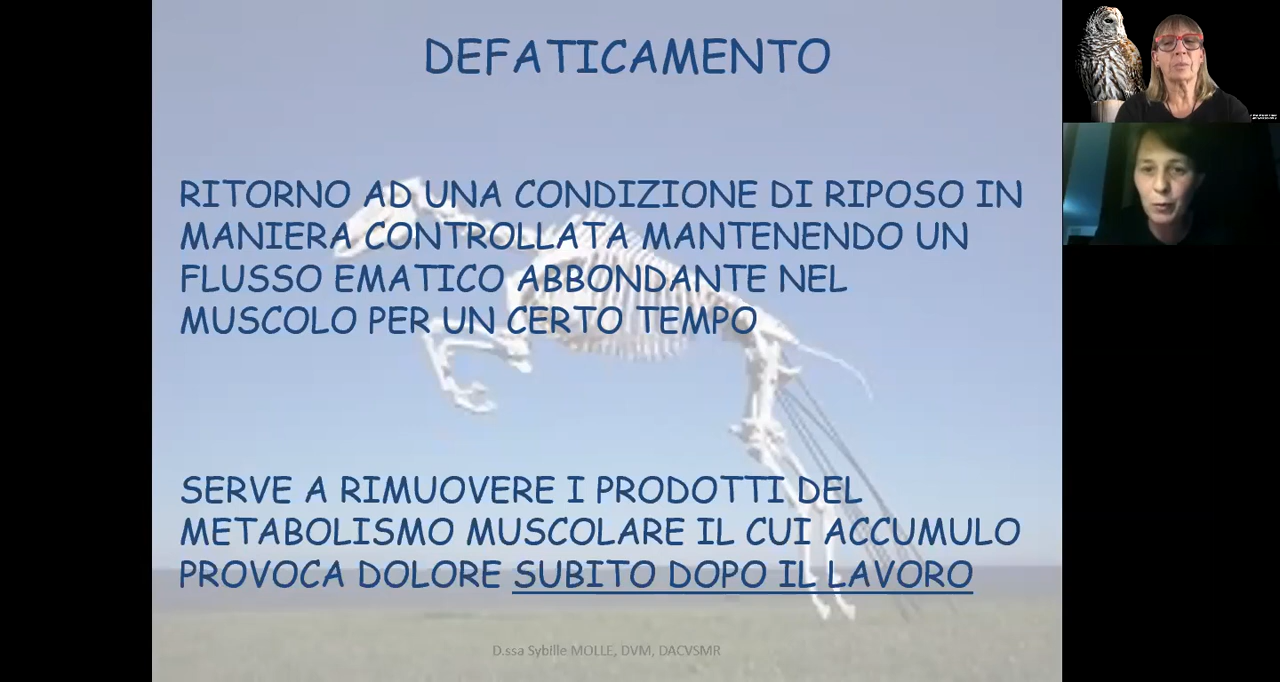 DEFATICAMENTO
RITORNO AD UNA CONDIZIONE DI RIPOSO IN
MANIERA CONTROLLATA MANTENENDO UN
FLUSSO EMATICO ABBONDANTE NEL
MUSCOLO PER UN CERTO TEMPO
SERVE A RIMUOVERE I PRODOTTI DEL
METABOLISMO MUSCOLARE IL CUI ACCUMULO
PROVOCA DOLORE SUBITO DOPO IL LAVORO
D.ssa Sybille MOLLE, DVM, DACVSMR